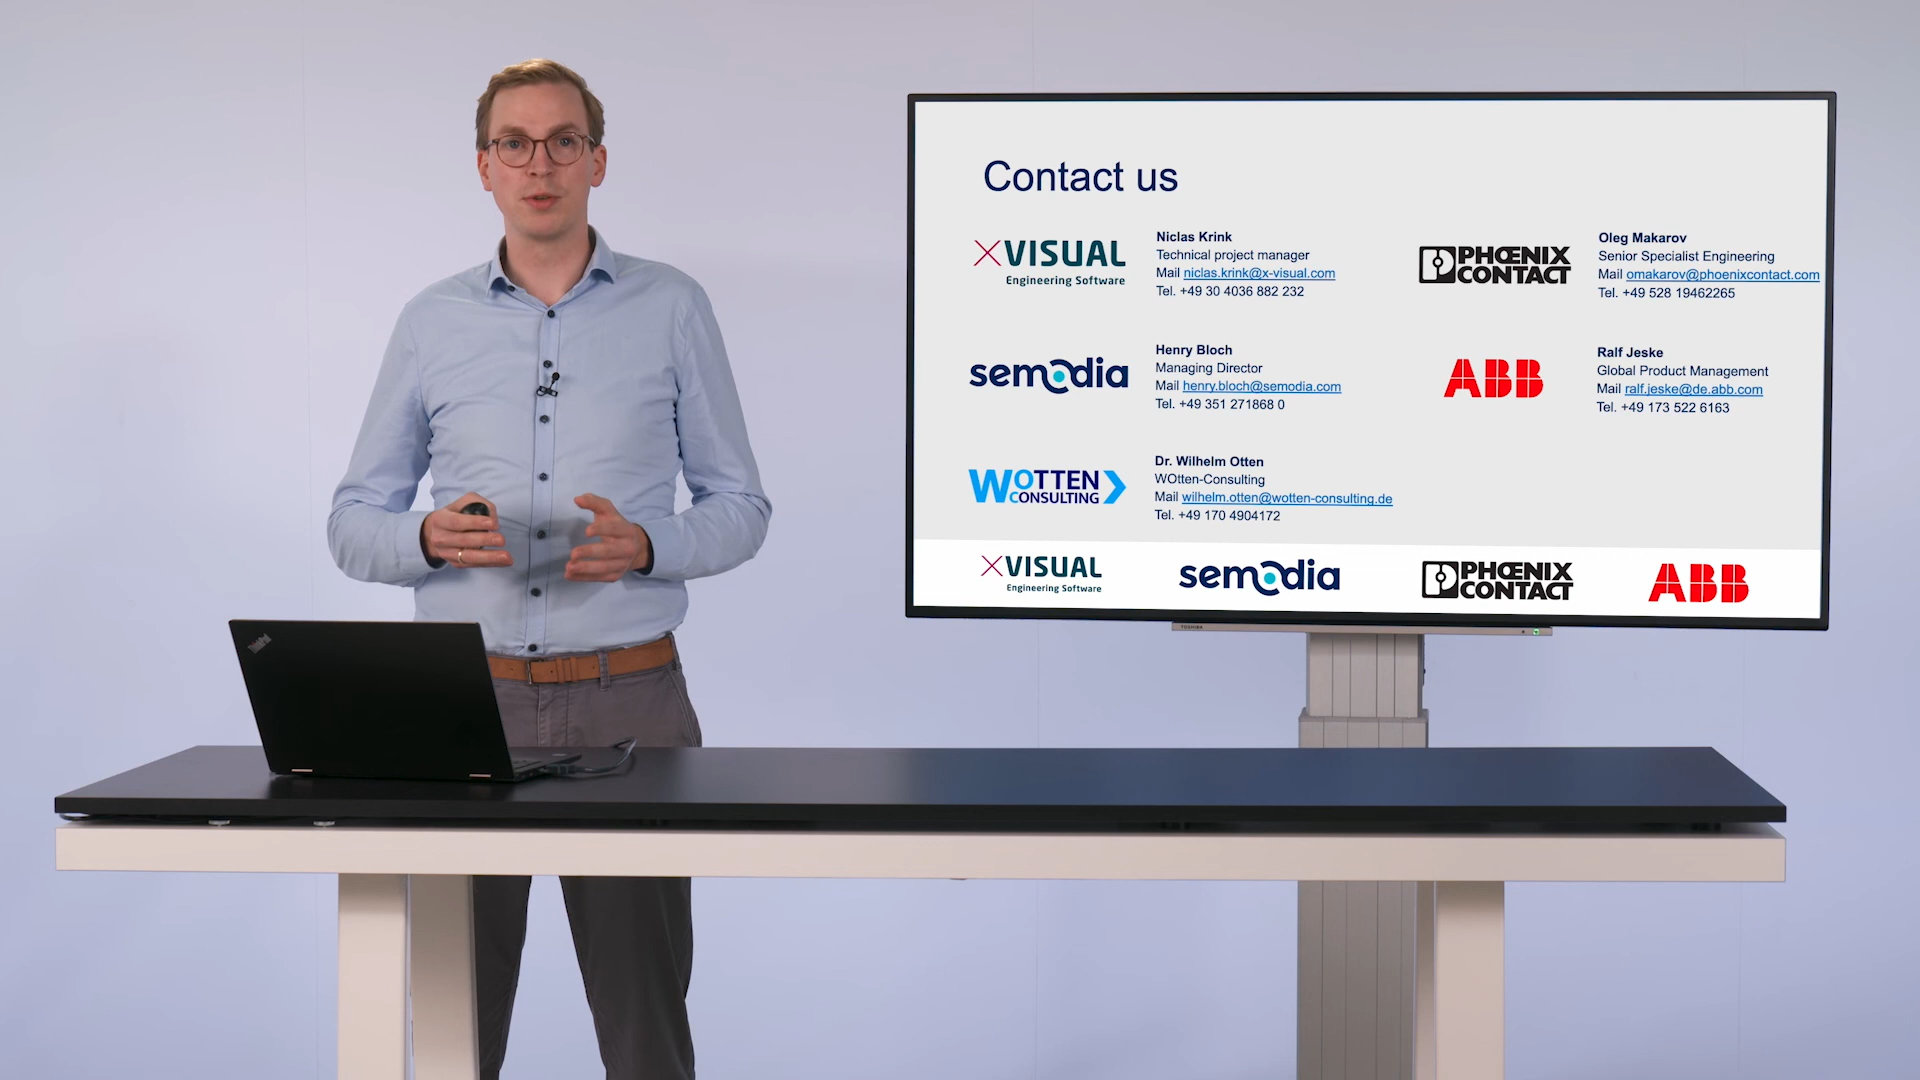 Contact us
XVISUAL
Engineering Software
Niclas Krink
Technical project manager
Mail niclas.krink@x-visual.com
Tel. +49 30 4036 882 232
PHOENIX
CONTACT
Oleg Makarov
Senior Specialist Engineering
Mail omakarov@phoenixcontact.com
Tel. +49 528 19462265
semodia
Henry Bloch
Managing Director
Mail henry.bloch@semodia.com
Tel. +49 351 271868 0
ABB
Ralf Jeske
Global Product Management
Mail ralf.jeske@de.abb.com
Tel. +49 173 522 6163
WOTTEN
CONSULTING
Dr. Wilhelm Otten
WOtten-Consulting
Mail wilhelm.otten@wotten-consulting.de
Tel. +49 170 4904172
XVISUAL
Engineering Software
semodia
PHOENIX
CONTACT
ABB
TOSHIBA
ThinkPad